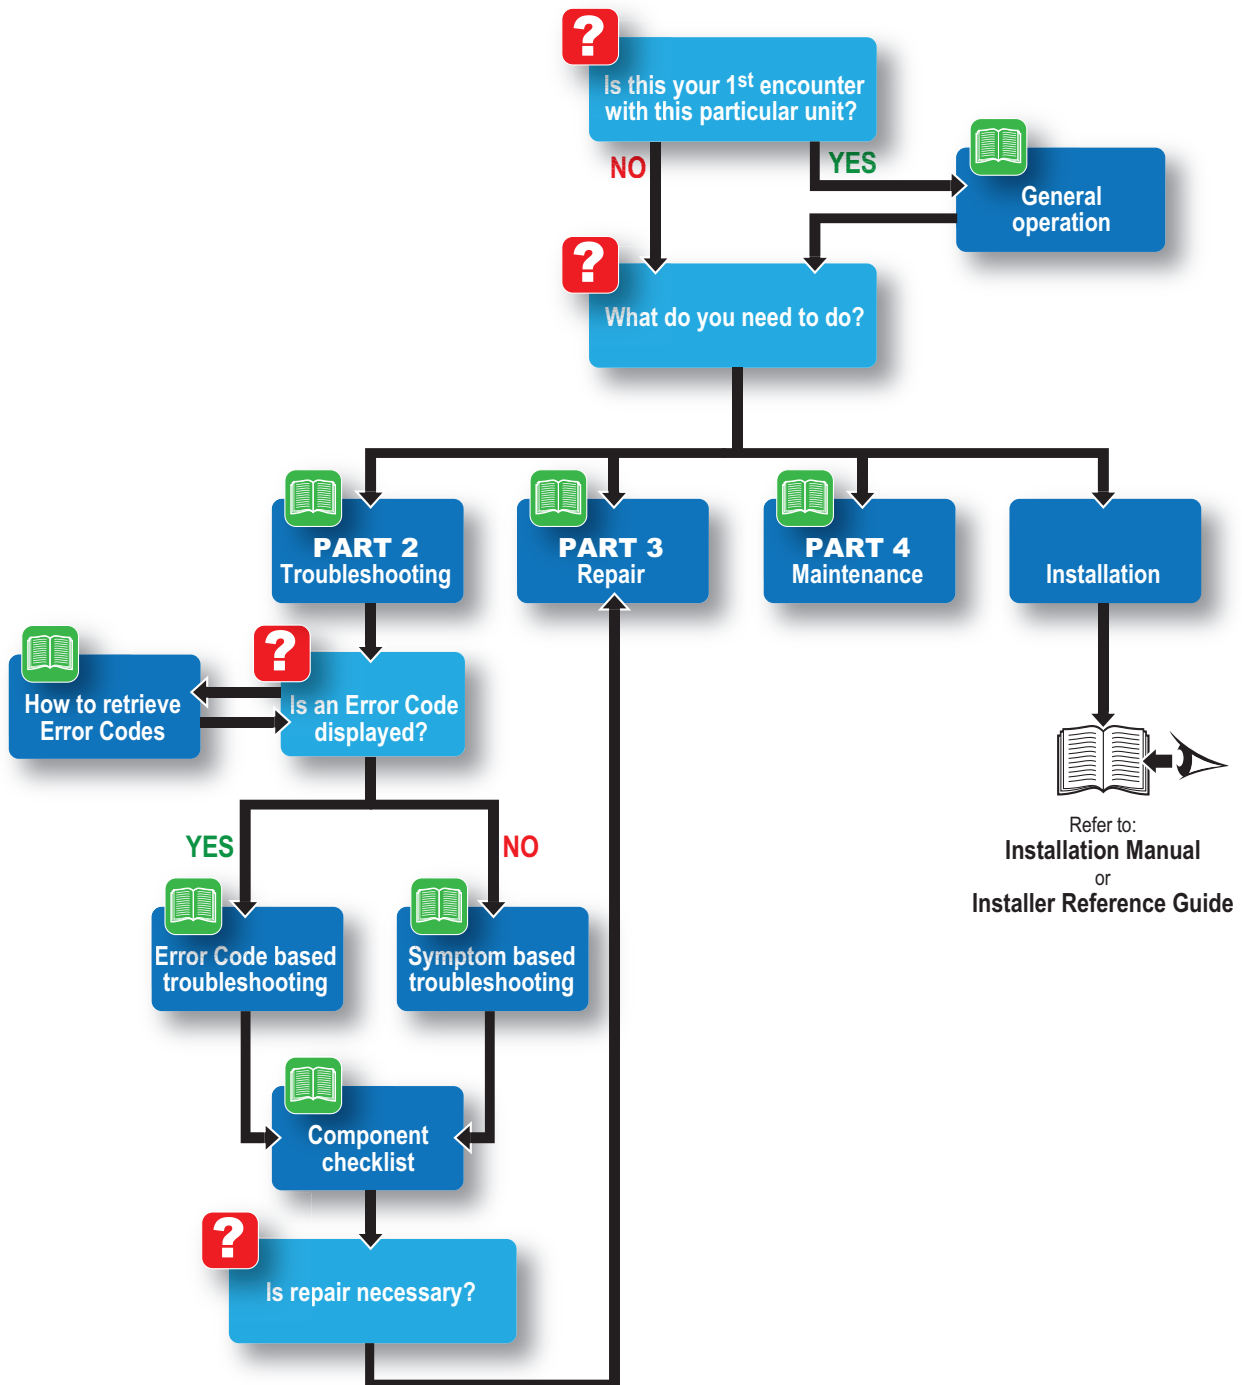 ?
Is this your 1st encounter
with this particular unit?
NO
YES
General
operation
?
What do you need to do?
PART 2
Troubleshooting
PART 3
Repair
PART 4
Maintenance
Installation
How to retrieve
Error Codes
?
Is an Error Code
displayed?
Refer to:
Installation Manual
or
Installer Reference Guide
YES
NO
Error Code based
troubleshooting
Symptom based
troubleshooting
Component
checklist
?
Is repair necessary?